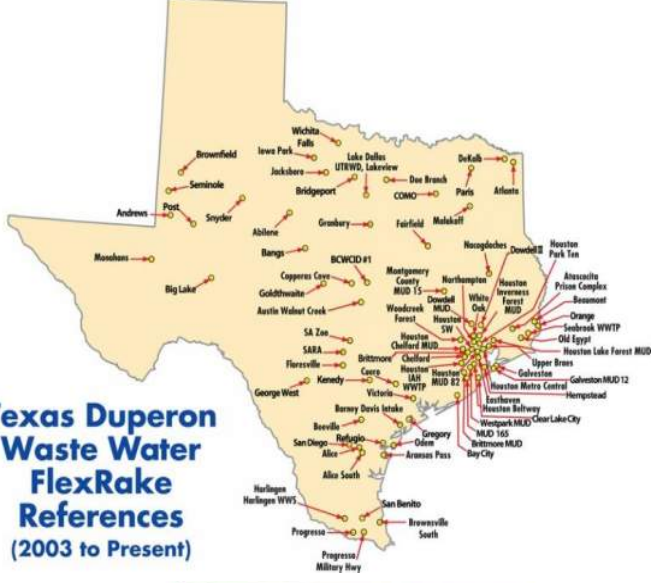 Wichita
Falls
Iowa Park
Jacksboro
Lake Dallas
UTRWD, Lakeview
Bridgeport
Doe Branch
COMO
DeKalb
Paris
Atlanta
Brownfield
Seminole
Andrews
Post
Snyder
Abilene
Granbury
Fairfield
Malakoff
Monahans
Big Lake
Bangs
BCWCID #1
Copperas Cove
Goldthwaite
Austin Walnut Creek
Nacogdoches
Dowdell II
Houston
Park Ten
Montgomery
County
MUD 15
Northampton
Atascocita
Prison Complex
Dowdell
MUD
White
Oak
Houston
Inverness
Forest
MUD
Beaumont
Woodcreek
Forest
Houston
SW
Orange
Seabrook WWTP
Old Egypt
Houston Lake Forest MUD
SA Zoo
SARA
Floresville
Houston
Chelford MUD
Brittmore
Chelford
Upper Braes
Galveston
Galveston MUD 12
George West
Kenedy
Cuero
Victoria
Houston
IAH
WWTP
Houston
MUD 82
Houston Metro Central
Hempstead
Easthaven
Houston Beltway
Clear Lake City
Westpark MUD
MUD 165
Brittmore MUD
Bay City
Barney Davis Intake
Beeville
Gregory
San Diego
Refugio
Odem
Alice
Aransas Pass
Alice South
Texas Duperon
Waste Water
FlexRake
References
(2003 to Present)
Harlingen
Harlingen WWS
San Benito
Progreso
Brownsville
South
Progreso
Military Hwy